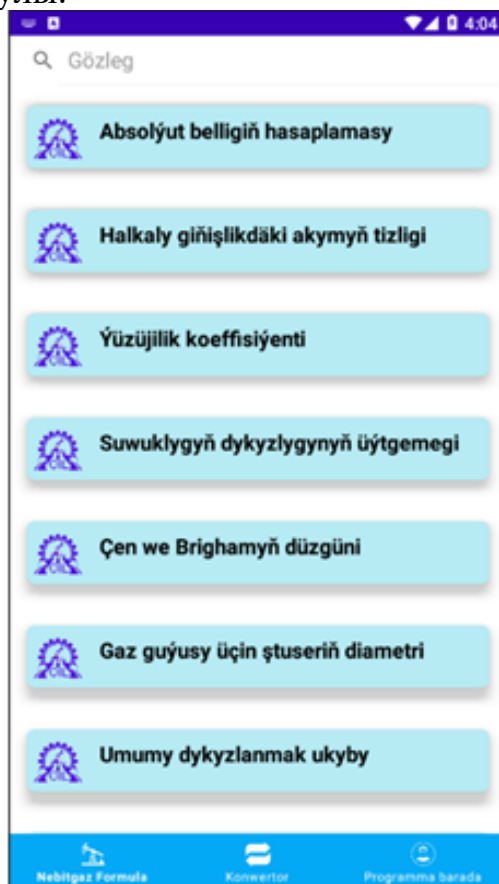 4:04
Gözleg
Absolýut belligiň hasaplamasy
Halkaly giňişlikdäki akymyň tizligi
Ýüzüjilik koeffisiýenti
Suwuklygyň dykyzlygynyň üýtgemegi
Çen we Brighamyň düzgüni
Gaz guýusy üçin ştuseriň diametri
Umumy dykyzlanmak ukyby
Nebitgaz Formula
Konwertor
Programma barada